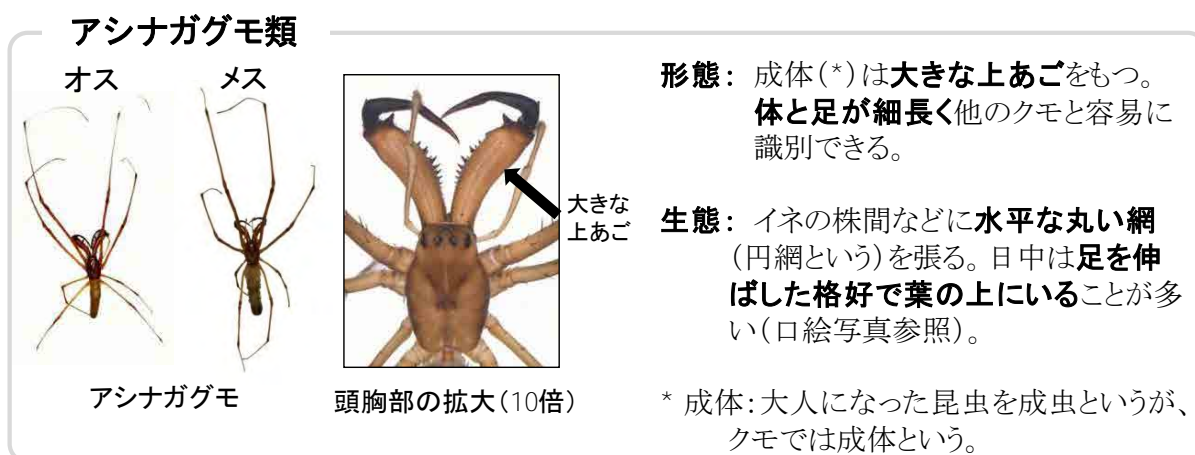 アシナガグモ類
オス
メス
大きな
上あご
アシナガグモ
頭胸部の拡大(10倍)
形態: 成体(*)は大きな上あごをもつ。
体と足が細長く他のクモと容易に
識別できる。
生態: イネの株間などに水平な丸い網
(円網という)を張る。日中は足を伸
ばした格好で葉の上にいることが多
い(口絵写真参照)。
* 成体:大人になった昆虫を成虫というが、
クモでは成体という。